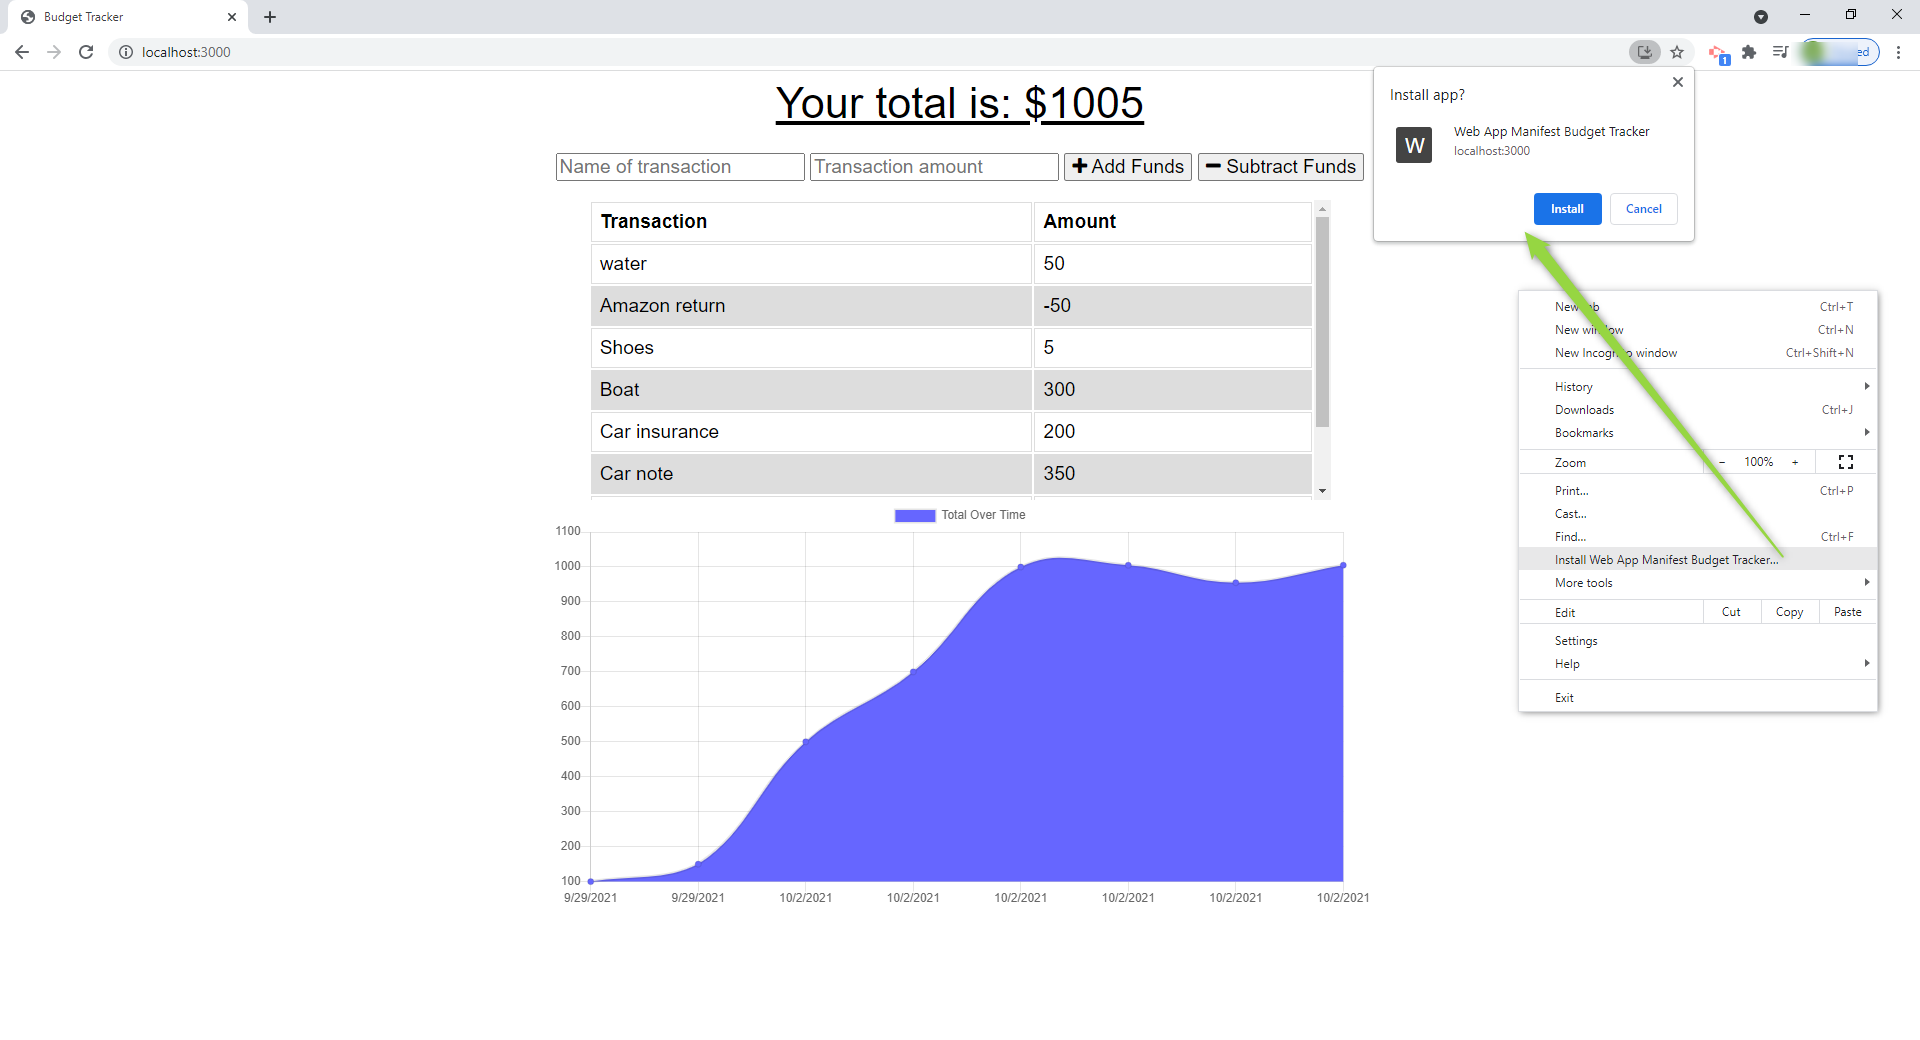 Budget Tracker
localhost:3000
1
ed
Your total is: $1005
Name of transaction Transaction amount Add Funds Subtract Funds
Transaction Amount
water 50
Amazon return -50
Shoes 5
Boat 300
Car insurance 200
Car note 350
Total Over Time
1100
1000
900
800
700
600
500
400
300
200
100
9/29/2021 9/29/2021 10/2/2021 10/2/2021 10/2/2021 10/2/2021 10/2/2021 10/2/2021
Install app?
W
Web App Manifest Budget Tracker
localhost:3000
Install Cancel
New Ctrl+T
New window Ctrl+N
New Incognito window Ctrl+Shift+N
History
Downloads Ctrl+J
Bookmarks
Zoom - 100% +
Print... Ctrl+P
Cast...
Find... Ctrl+F
Install Web App Manifest Budget Tracker...
More tools
Edit Cut Copy Paste
Settings
Help
Exit